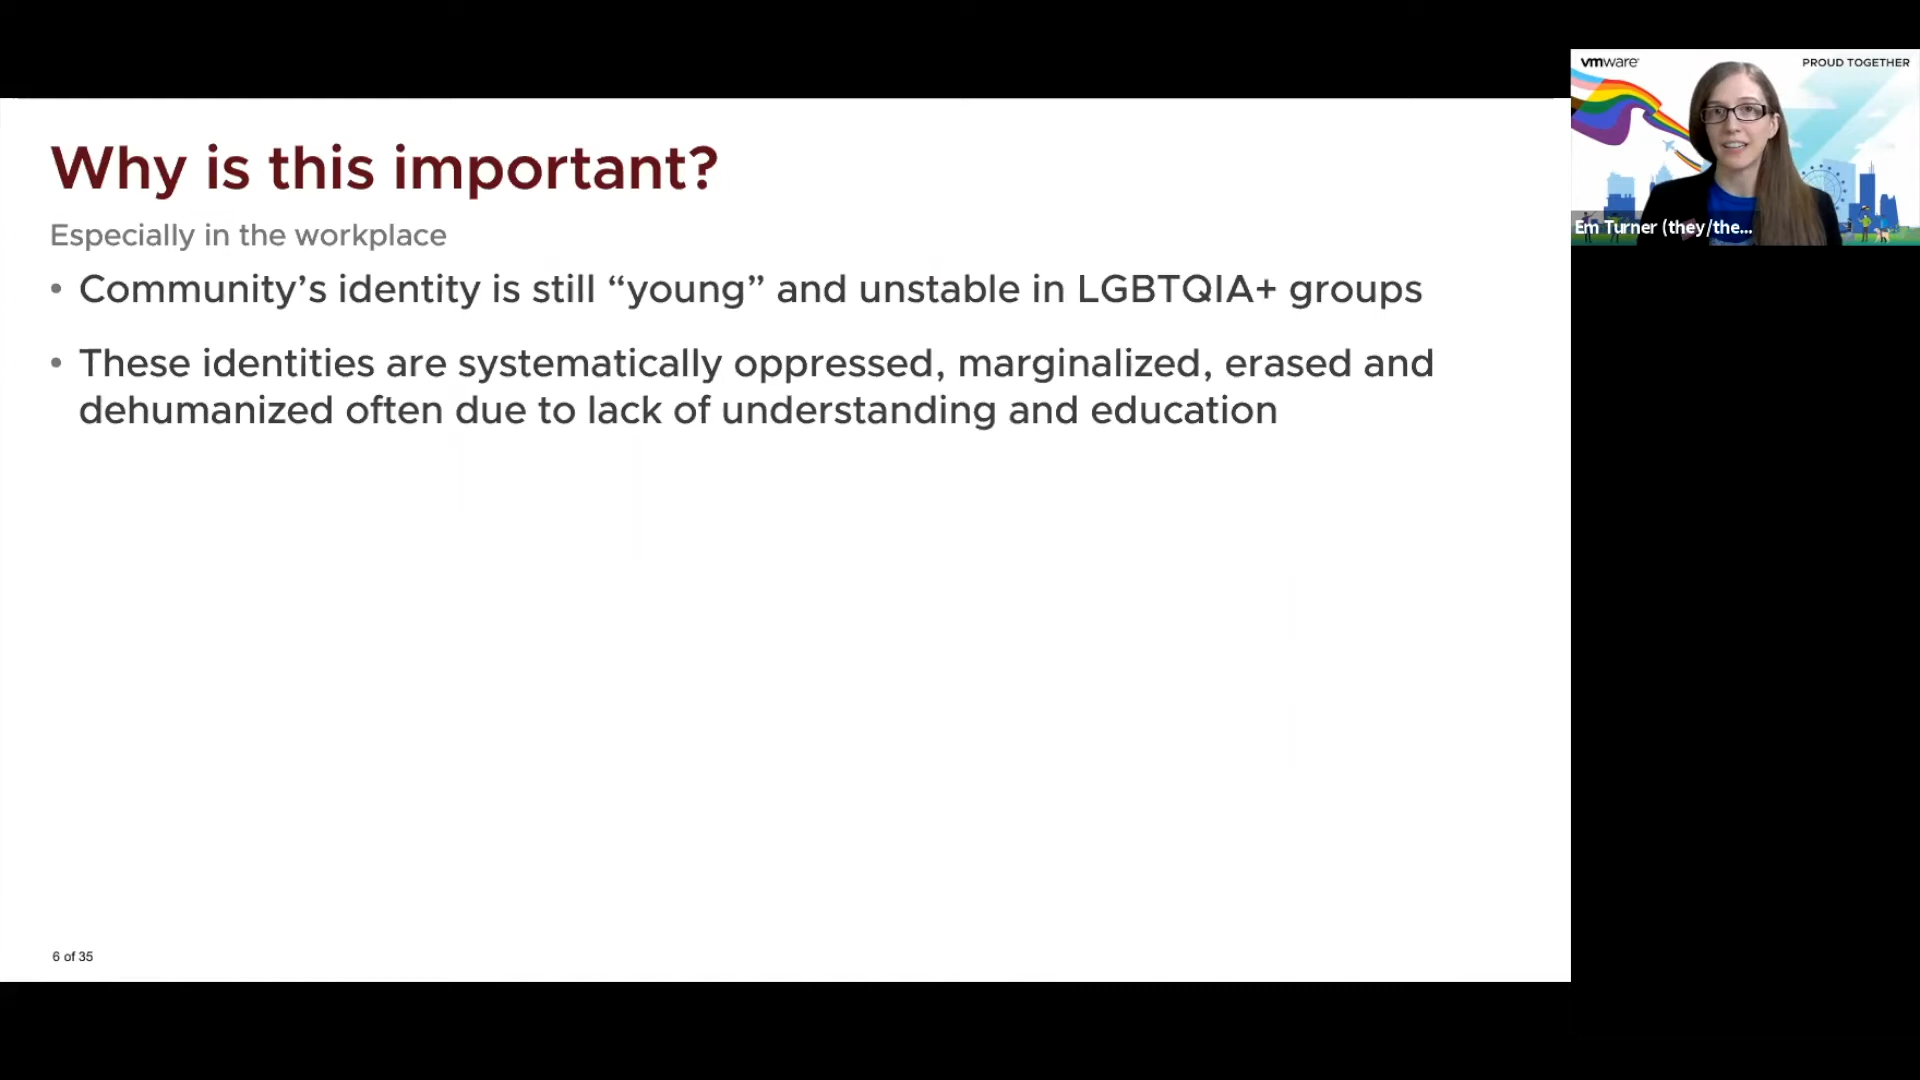 vmware
PROUD TOGETHER
Why is this important?
Especially in the workplace
• Community’s identity is still “young” and unstable in LGBTQIA+ groups
• These identities are systematically oppressed, marginalized, erased and
dehumanized often due to lack of understanding and education
Em Turner (they/the...
6 of 35